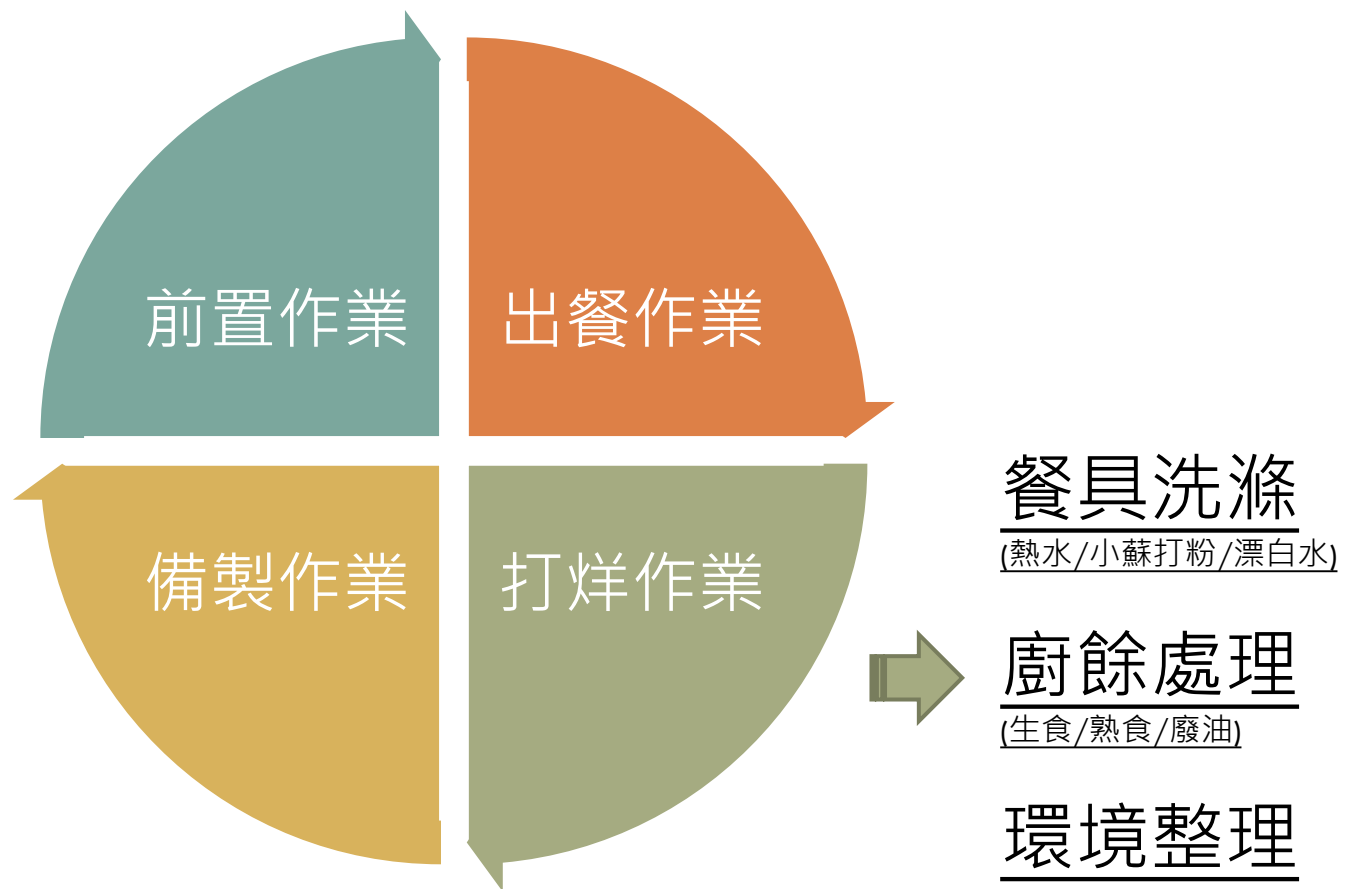 前置作業
出餐作業
備製作業
打烊作業
餐具洗滌
(熱水/小蘇打粉/漂白水)
廚餘處理
(生食/熟食/廢油)
環境整理